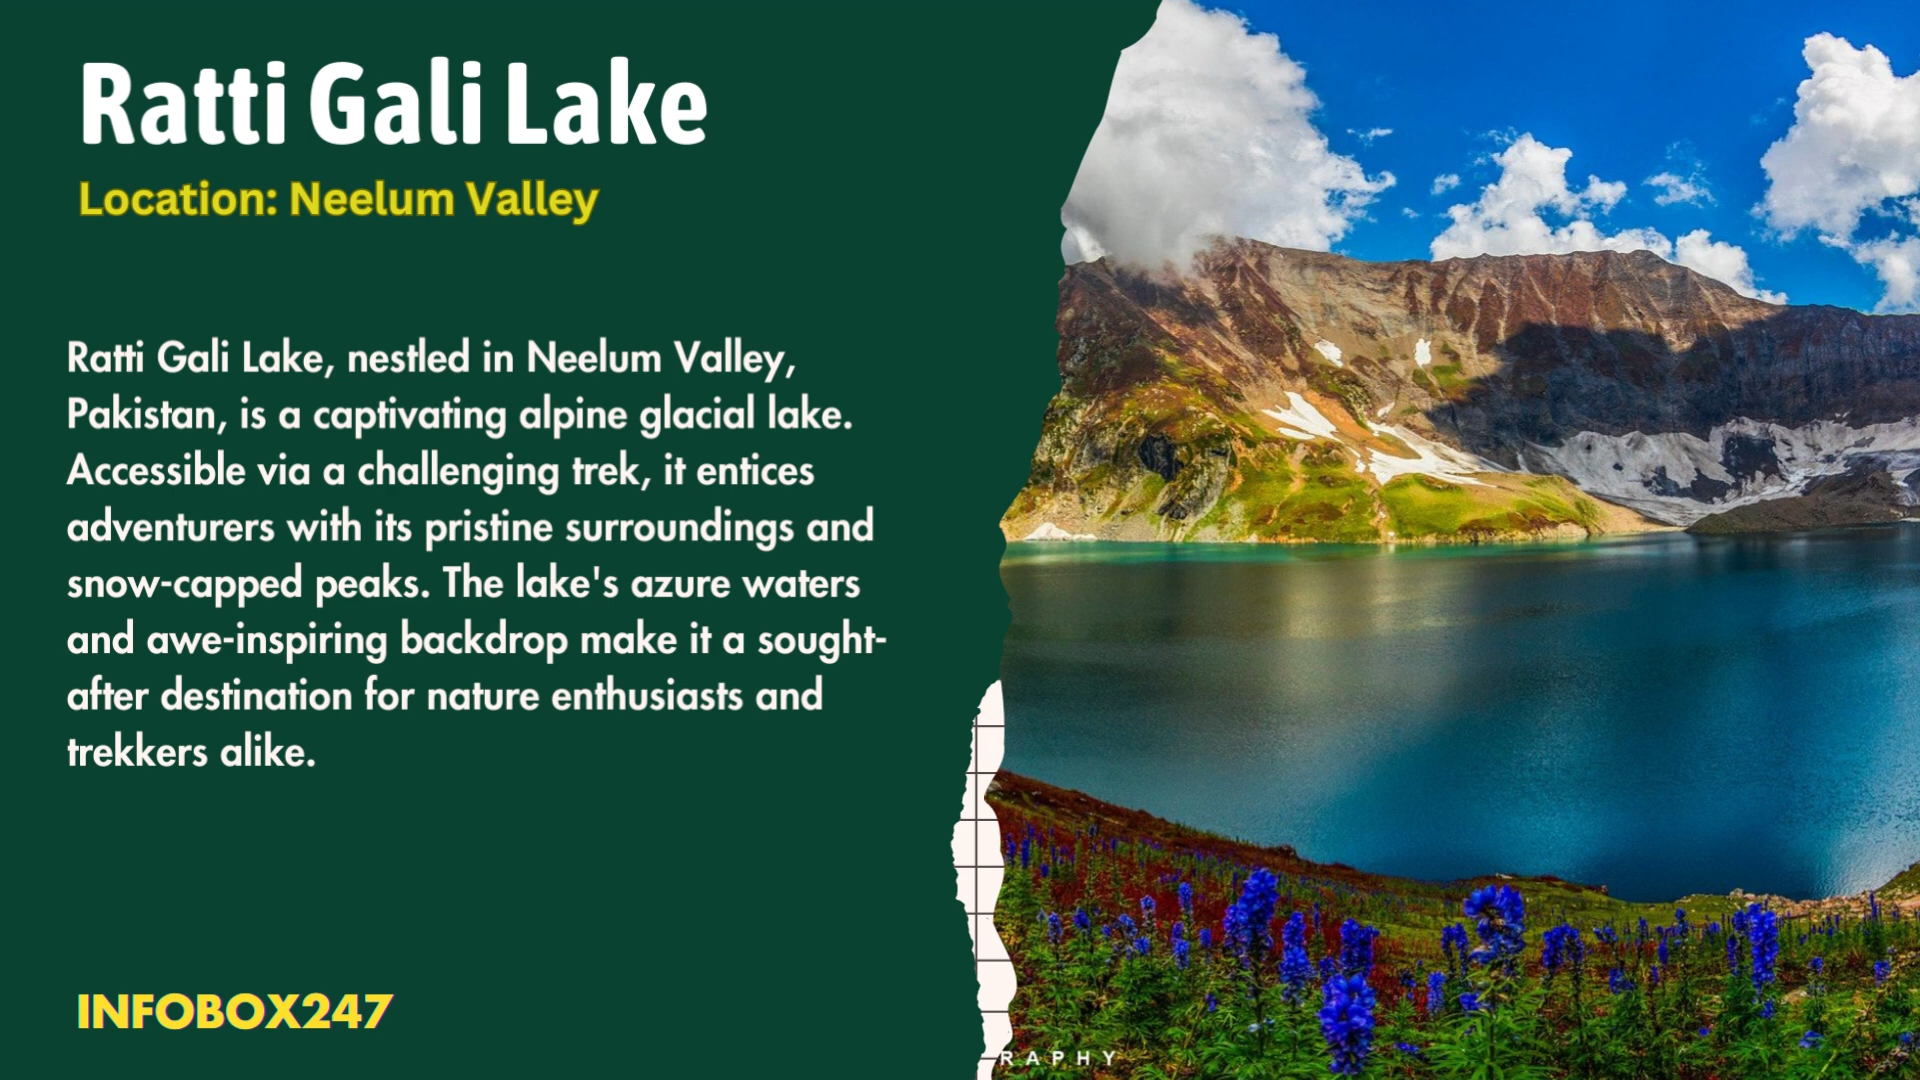 Ratti Gali Lake
Location: Neelum Valley
Ratti Gali Lake, nestled in Neelum Valley,
Pakistan, is a captivating alpine glacial lake.
Accessible via a challenging trek, it entices
adventurers with its pristine surroundings and
snow-capped peaks. The lake's azure waters
and awe-inspiring backdrop make it a sought-
after destination for nature enthusiasts and
trekkers alike.
INFOBOX247
RAPHY